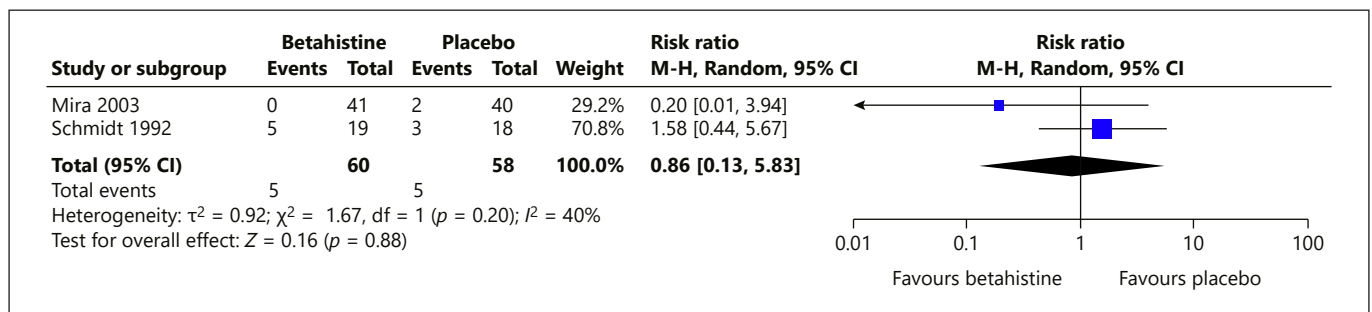 Betahistine Placebo Risk ratio Risk ratio
Study or subgroup Events Total Events Total Weight M-H, Random, 95% CI M-H, Random, 95% CI
Mira 2003 0 41 2 40 29.2% 0.20 [0.01, 3.94]
Schmidt 1992 5 19 3 18 70.8% 1.58 [0.44, 5.67]
Total (95% CI) 60 58 100.0% 0.86 [0.13, 5.83]
Total events 5 5
Heterogeneity: τ² = 0.92; χ² = 1.67, df = 1 (p = 0.20); I² = 40%
Test for overall effect: Z = 0.16 (p = 0.88)
0.01 0.1 1 10 100
Favours betahistine Favours placebo